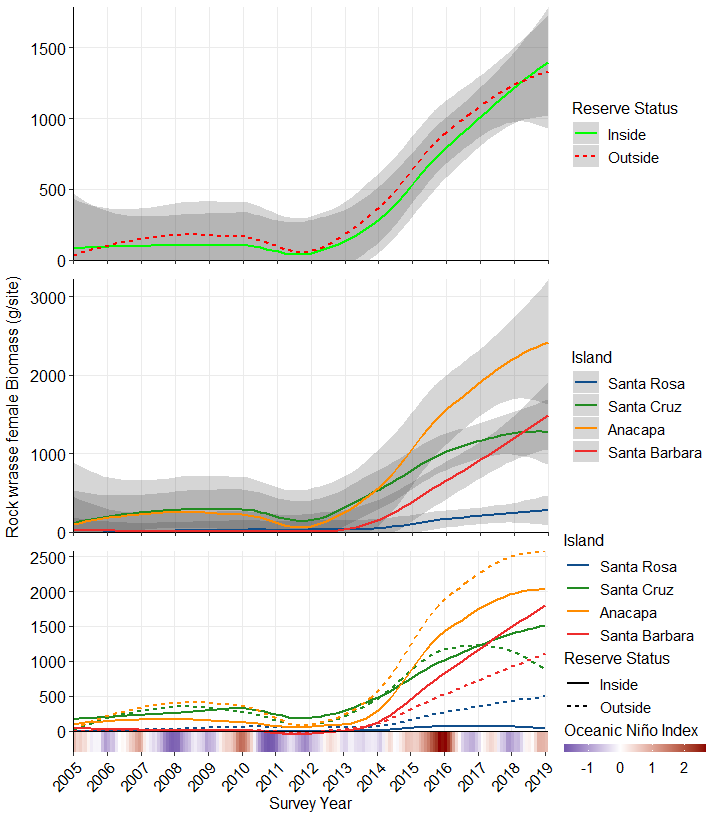 Rock wrasse female Biomass (g/site)
1500
1000
500
0
Reserve Status
Inside
Outside
3000
2000
1000
0
Island
Santa Rosa
Santa Cruz
Anacapa
Santa Barbara
2500
2000
1500
1000
500
0
2005 2006 2007 2008 2009 2010 2011 2012 2013 2014 2015 2016 2017 2018 2019
Survey Year
Island
Santa Rosa
Santa Cruz
Anacapa
Santa Barbara
Reserve Status
Inside
Outside
Oceanic Niño Index
-1 0 1 2